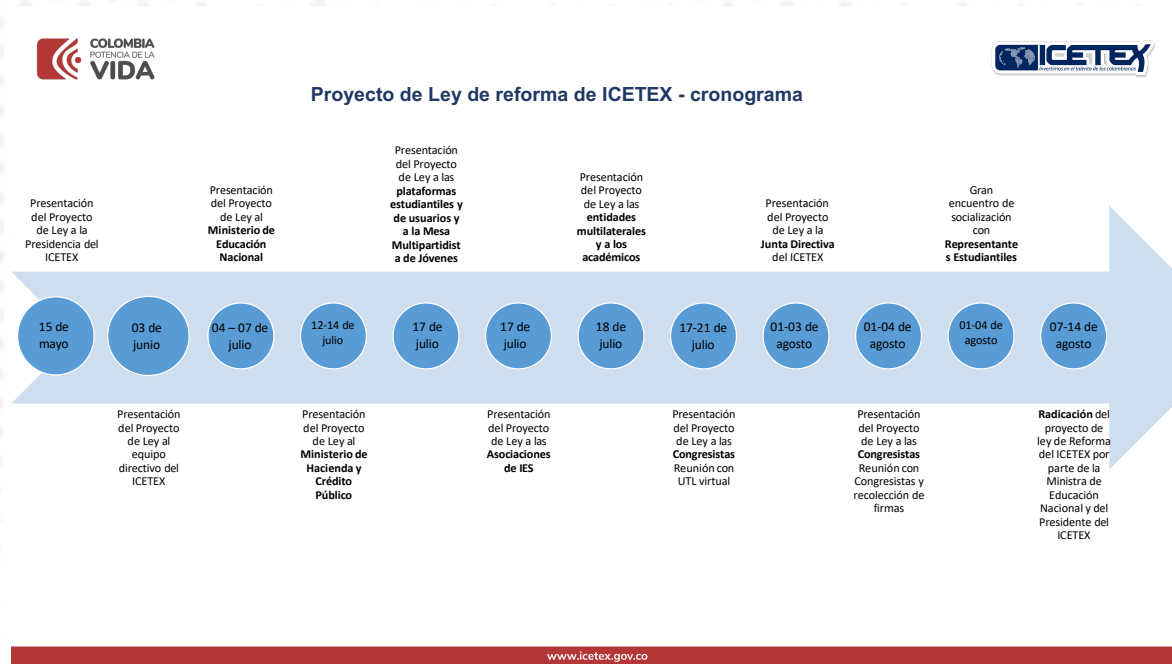 COLOMBIA
POTENCIA DE LA
VIDA
ICETEX
Invertimos en el talento de los colombianos
Proyecto de Ley de reforma de ICETEX - cronograma
Presentación
del Proyecto
de Ley a la
Presidencia del
ICETEX
Presentación
del Proyecto
de Ley al
Ministerio de
Educación
Nacional
Presentación
del Proyecto
de Ley a las
plataformas
estudiantiles y
de usuarios y
a la Mesa
Multipartidist
a de Jóvenes
Presentación
del Proyecto
de Ley a las
entidades
multilaterales
y a los
académicos
Presentación
del Proyecto
de Ley a la
Junta Directiva
del ICETEX
Gran
encuentro de
socialización
con
Representante
s Estudiantiles
15 de
mayo
03 de
junio
04 – 07 de
julio
12-14 de
julio
17 de
julio
17 de
julio
18 de
julio
17-21 de
julio
01-03 de
agosto
01-04 de
agosto
01-04 de
agosto
07-14 de
agosto
Presentación
del Proyecto
de Ley al
equipo
directivo del
ICETEX
Presentación
del Proyecto
de Ley al
Ministerio de
Hacienda y
Crédito
Público
Presentación
del Proyecto
de Ley a las
Asociaciones
de IES
Presentación
del Proyecto
de Ley a las
Congresistas
Reunión con
UTL virtual
Presentación
del Proyecto
de Ley a las
Congresistas
Reunión con
Congresistas y
recolección de
firmas
Radicación del
proyecto de
ley de Reforma
del ICETEX por
parte de la
Ministra de
Educación
Nacional y del
Presidente del
ICETEX
www.icetex.gov.co